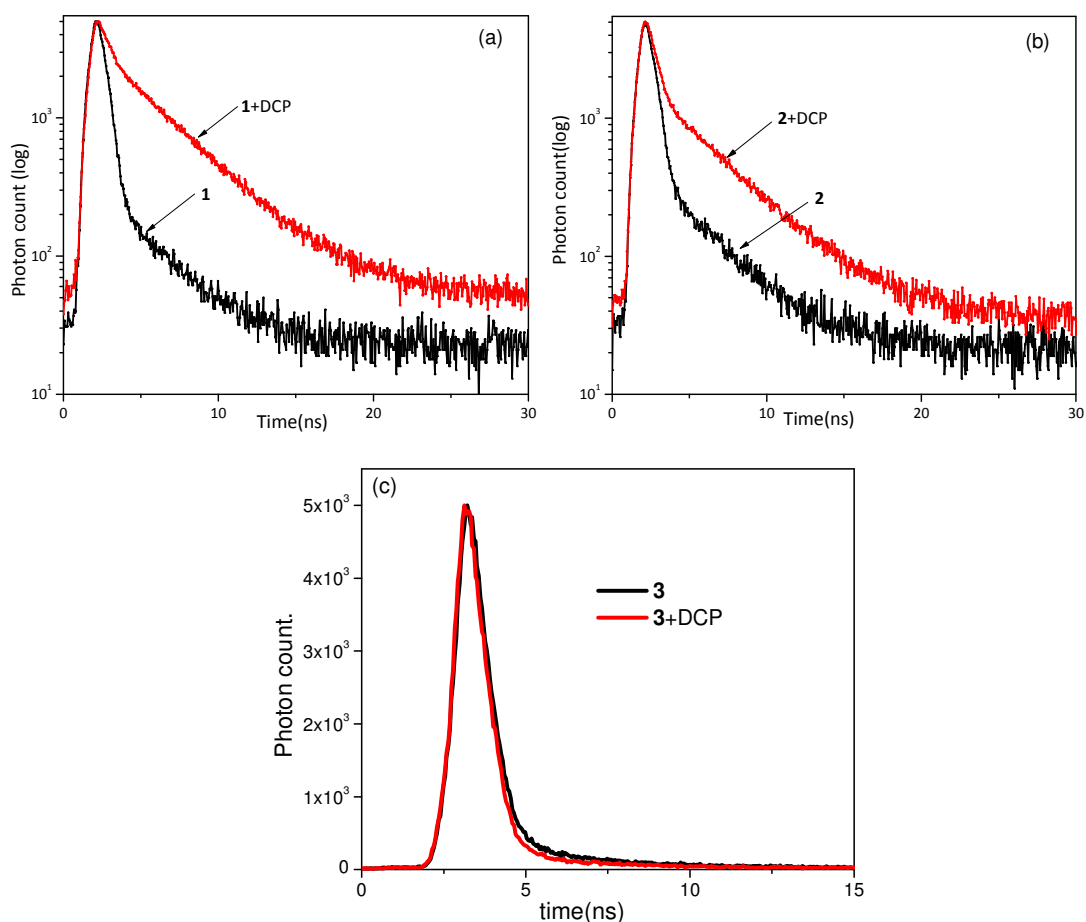 (a)
Photon count (log)
10³
10²
10¹
1+DCP
1
0
10
20
30
Time(ns)
(b)
Photon count(log)
10³
10²
10¹
2+DCP
2
0
10
20
30
Time(ns)
(c)
Photon count.
5x10³
4x10³
3x10³
2x10³
1x10³
0
3
3+DCP
0
5
10
15
time(ns)